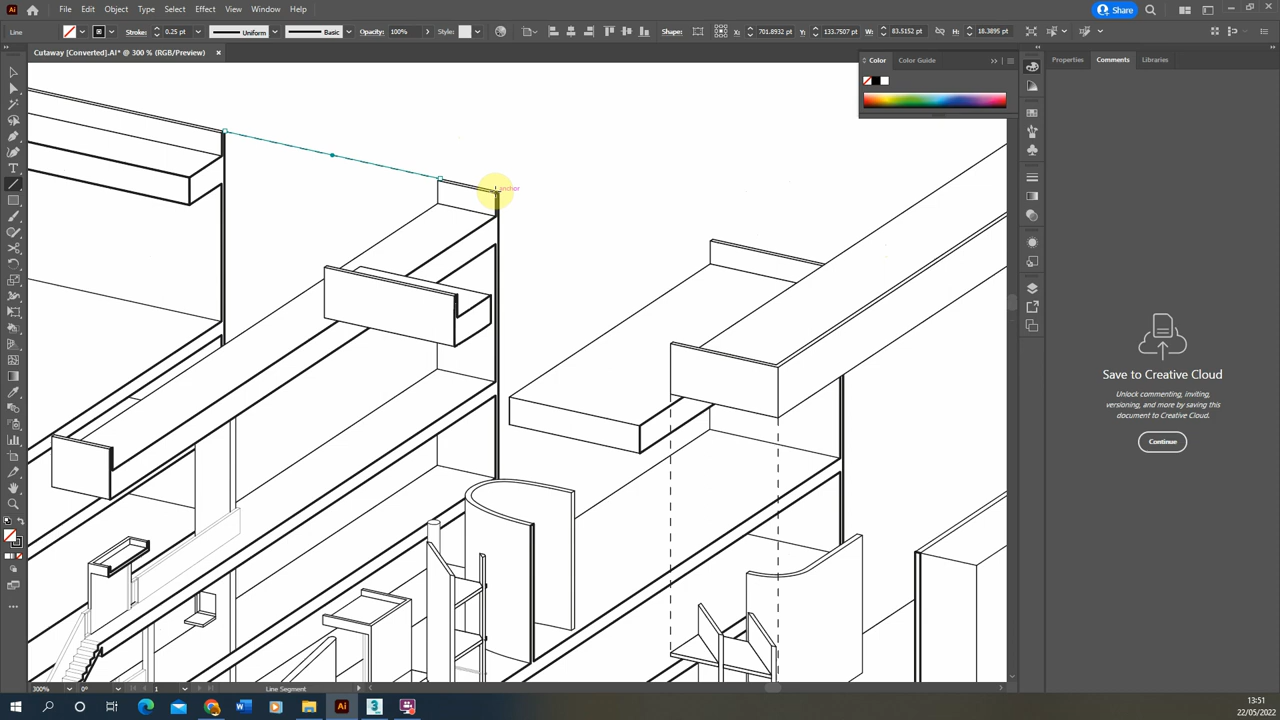 File Edit Object Type Select Effect View Window Help
Share
Line Stroke: 0.25 pt Uniform Basic Opacity: 100% Style: Shape: X: 701.8932 pt Y: 133.7507 pt W: 83.5152 pt H: 18.3895 pt
Cutaway [Converted].AI* @ 300 % (RGB/Preview)
Color Color Guide
Properties Comments Libraries
anchor
Save to Creative Cloud
Unlock commenting, inviting,
versioning, and more by saving this
document to Creative Cloud
Continue
300% 0° 1 Line Segment
13:51
22/05/2022